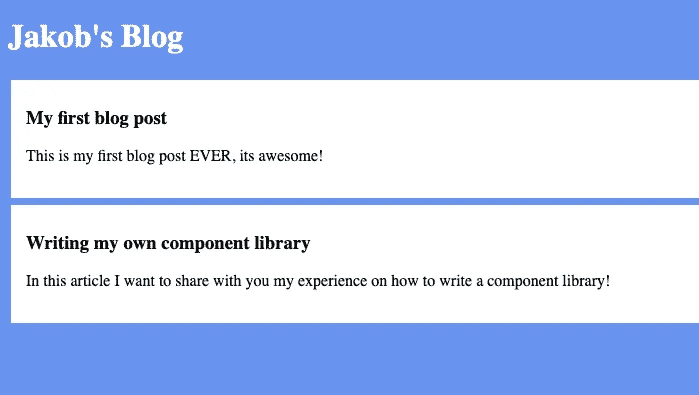 Jakob's Blog
My first blog post
This is my first blog post EVER, its awesome!
Writing my own component library
In this article I want to share with you my experience on how to write a component library!